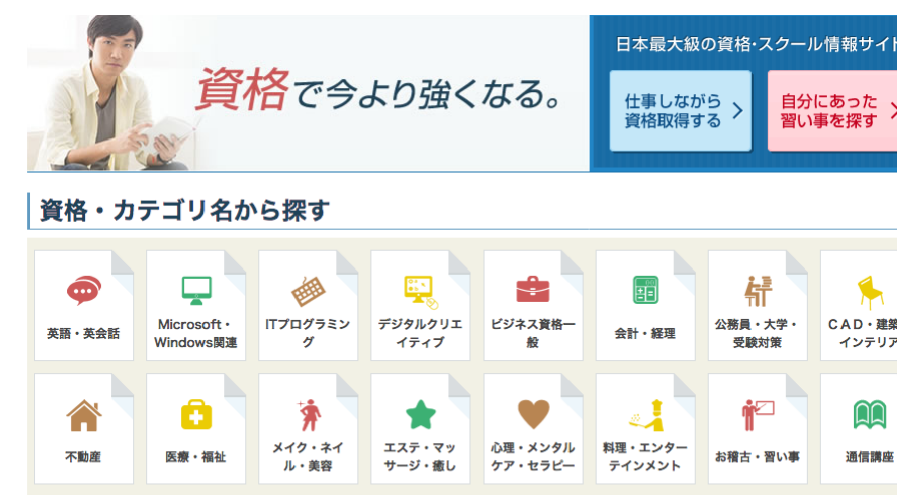 資格で今より強くなる。
日本最大級の資格・スクール情報サイト
仕事しながら
資格取得する
自分にあった
習い事を探す
資格・カテゴリ名から探す
英語・英会話
Microsoft・
Windows関連
ITプログラミン
グ
デジタルクリエ
イティブ
ビジネス資格一
般
会計・経理
公務員・大学・
受験対策
CAD・建築
インテリア
不動産
医療・福祉
メイク・ネイ
ル・美容
エステ・マッ
サージ・癒し
心理・メンタル
ケア・セラピー
料理・エンター
テインメント
お稽古・習い事
通信講座